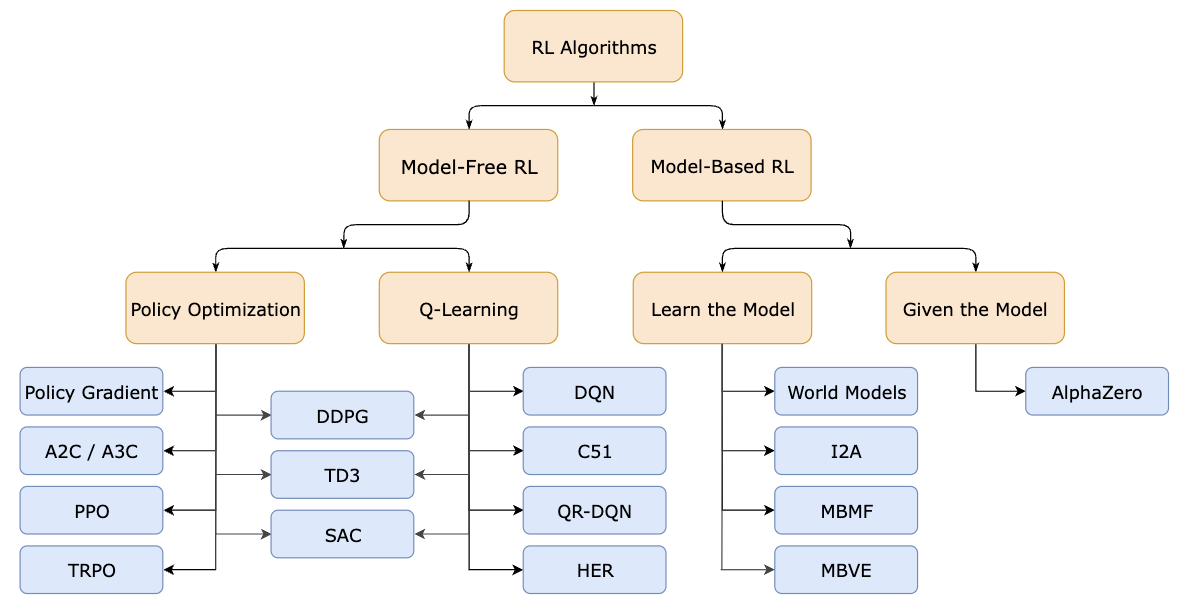 RL Algorithms
Model-Free RL
Model-Based RL
Policy Optimization
Q-Learning
Learn the Model
Given the Model
Policy Gradient
A2C / A3C
PPO
TRPO
DDPG
TD3
SAC
DQN
C51
QR-DQN
HER
World Models
I2A
MBMF
MBVE
AlphaZero